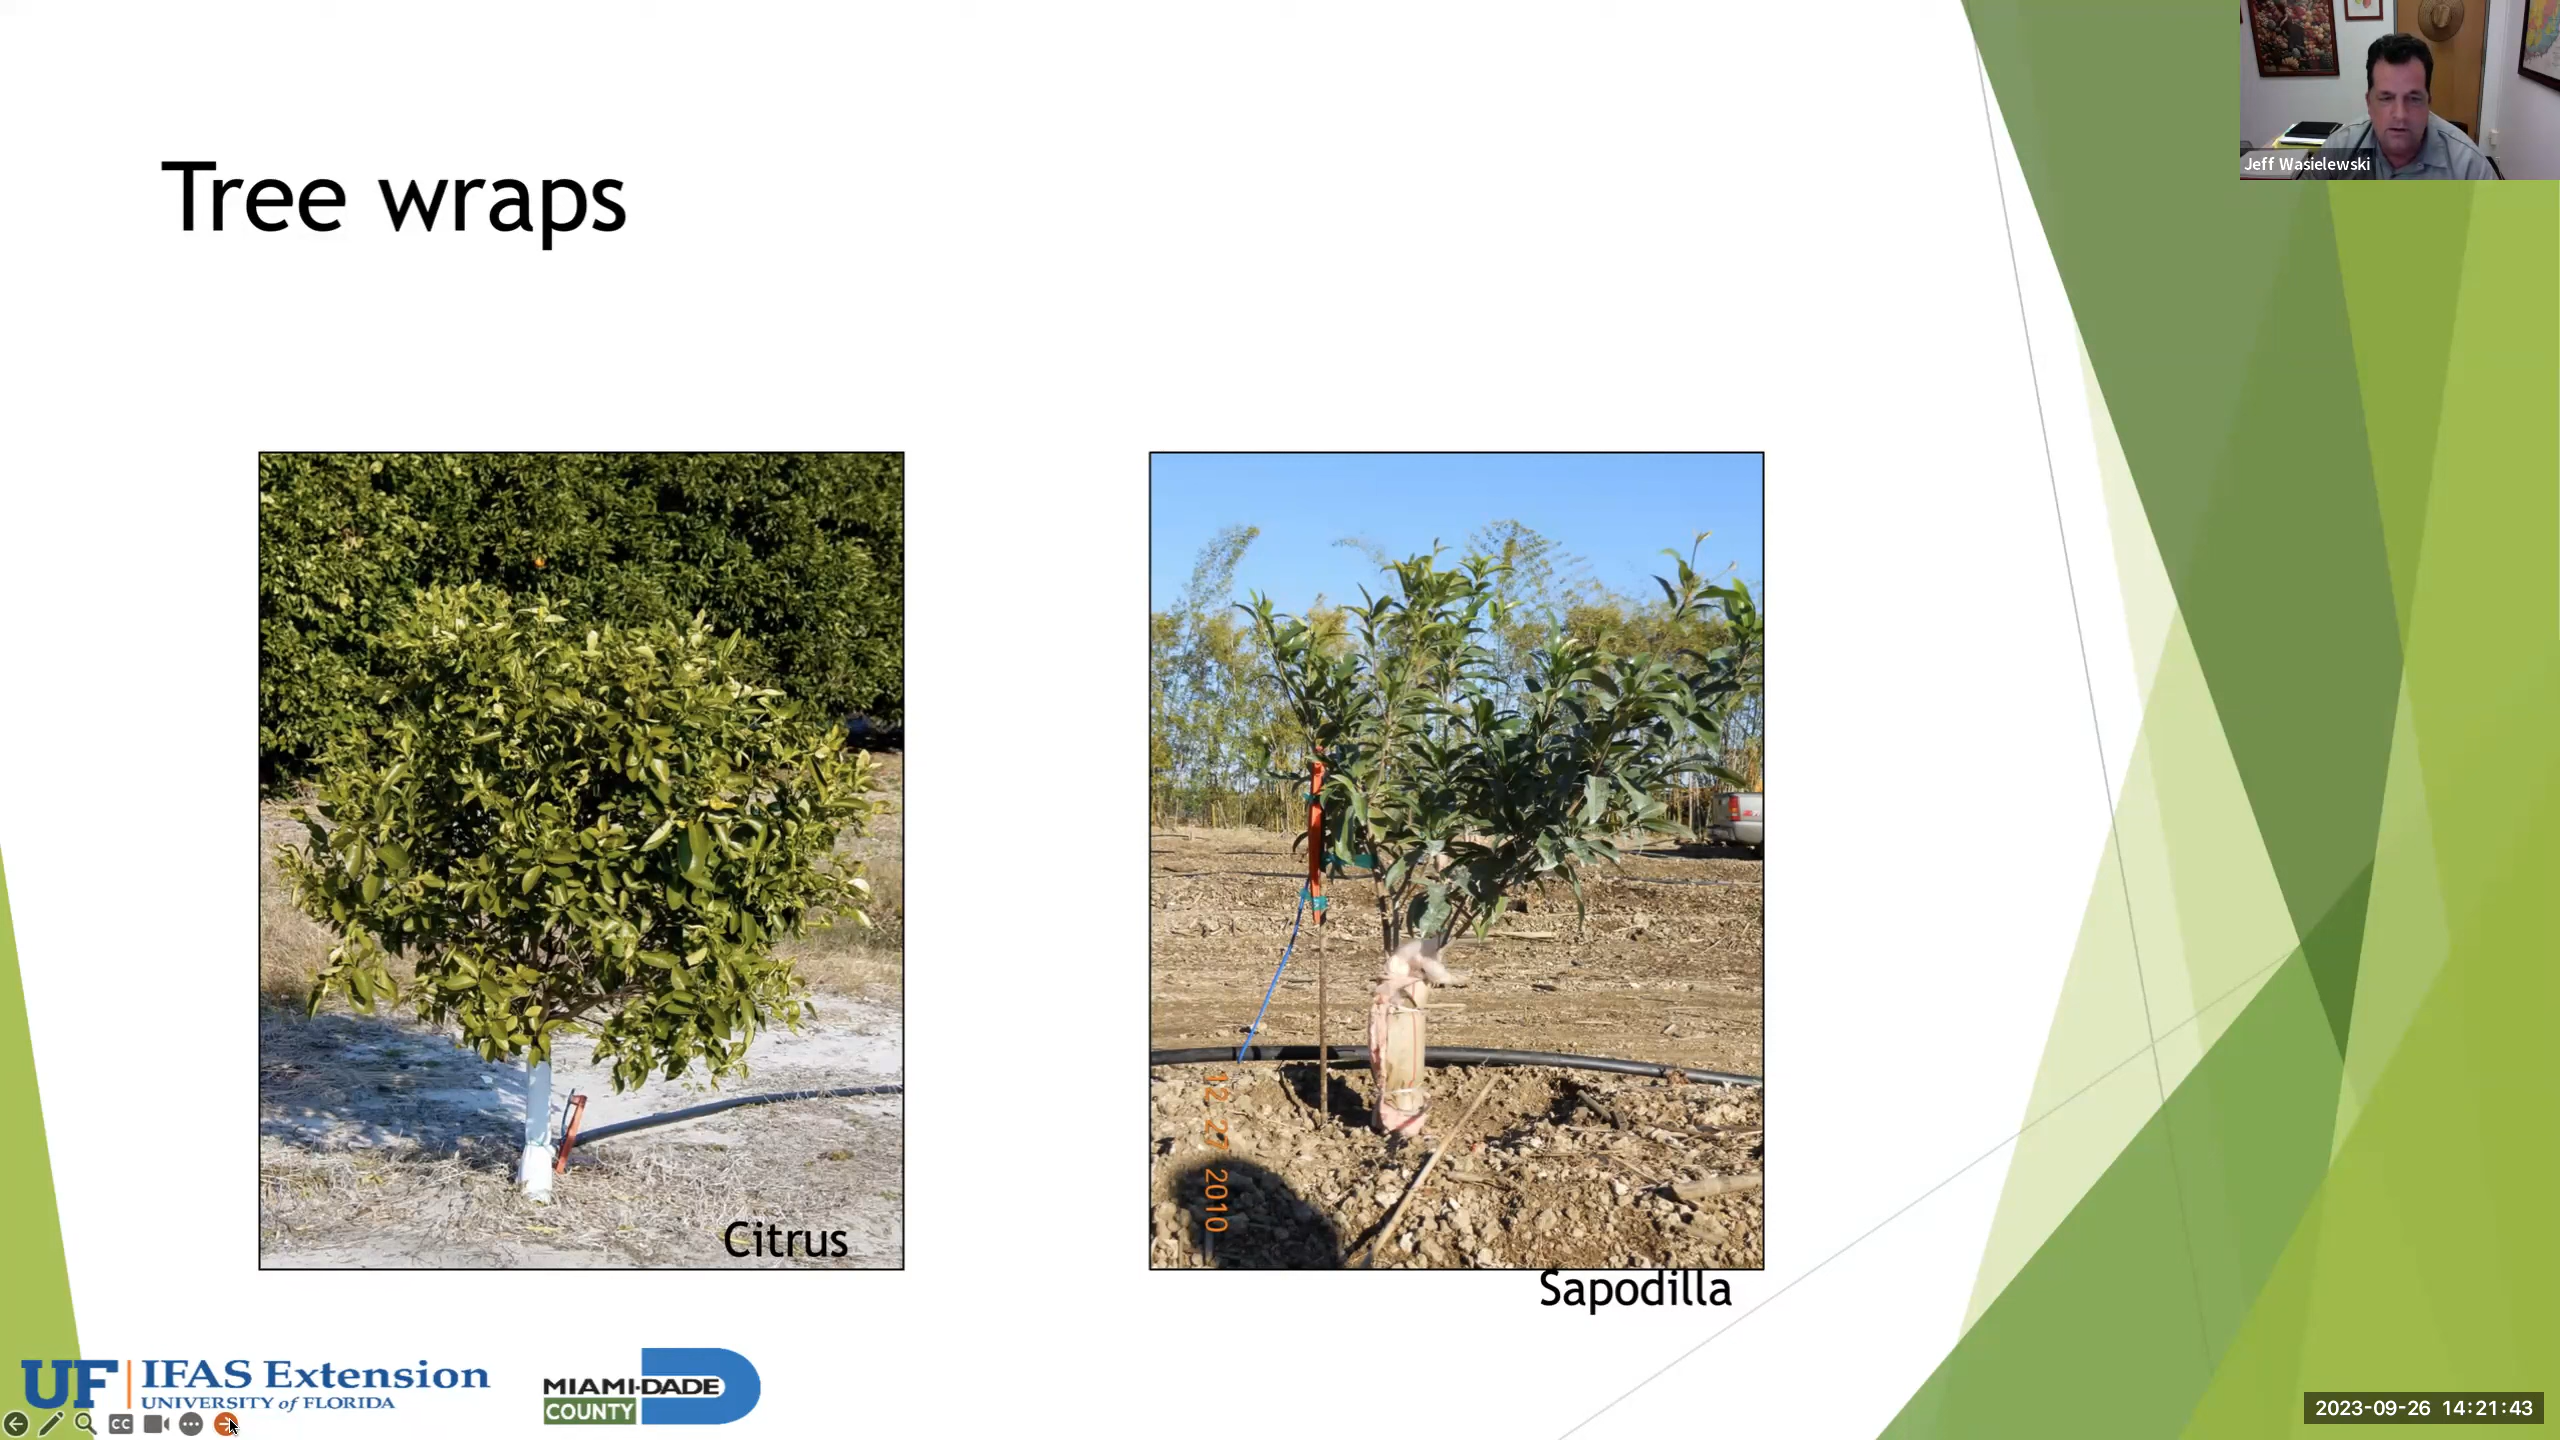 Jeff Wasielewski
Tree wraps
12 27 2010
Citrus
Sapodilla
UF | IFAS Extension
UNIVERSITY of FLORIDA
MIAMI-DADE
COUNTY
CC
2023-09-26 14:21:43